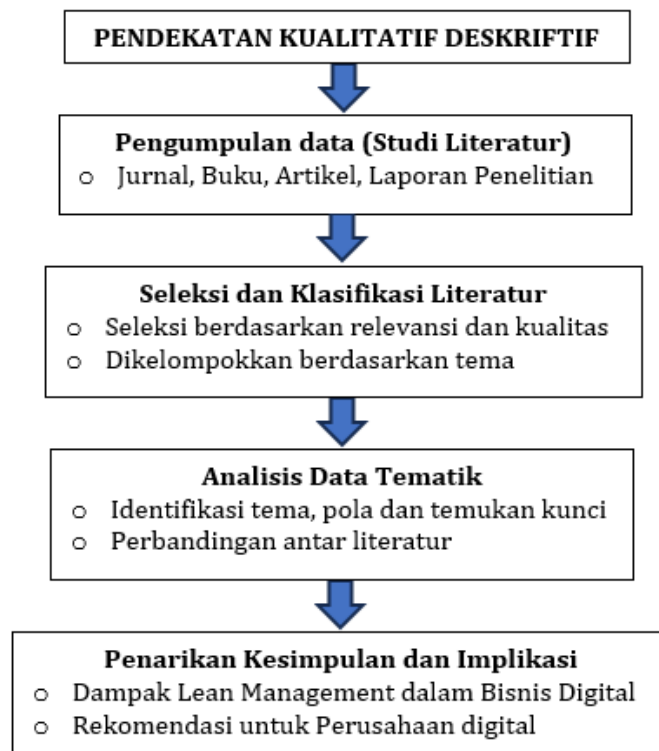 PENDEKATAN KUALITATIF DESKRIPTIF
Pengumpulan data (Studi Literatur)
o Jurnal, Buku, Artikel, Laporan Penelitian
Seleksi dan Klasifikasi Literatur
o Seleksi berdasarkan relevansi dan kualitas
o Dikelompokkan berdasarkan tema
Analisis Data Tematik
o Identifikasi tema, pola dan temukan kunci
o Perbandingan antar literatur
Penarikan Kesimpulan dan Implikasi
o Dampak Lean Management dalam Bisnis Digital
o Rekomendasi untuk Perusahaan digital